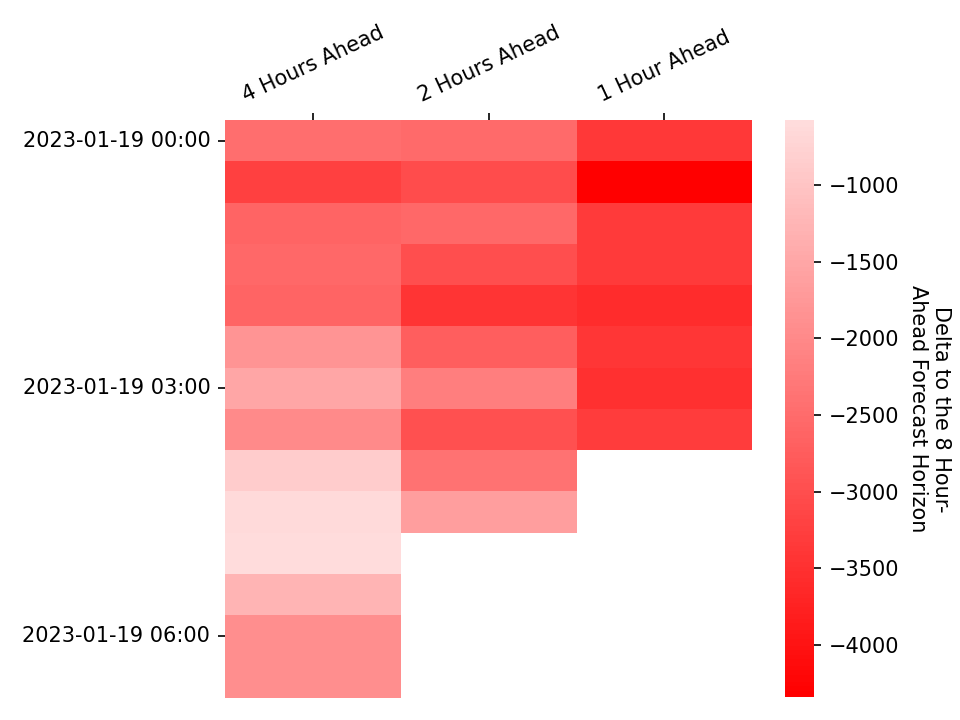 4 Hours Ahead
2 Hours Ahead
1 Hour Ahead
2023-01-19 00:00
2023-01-19 03:00
2023-01-19 06:00
−1000
−1500
−2000
−2500
−3000
−3500
−4000
Delta to the 8 Hour-
Ahead Forecast Horizon